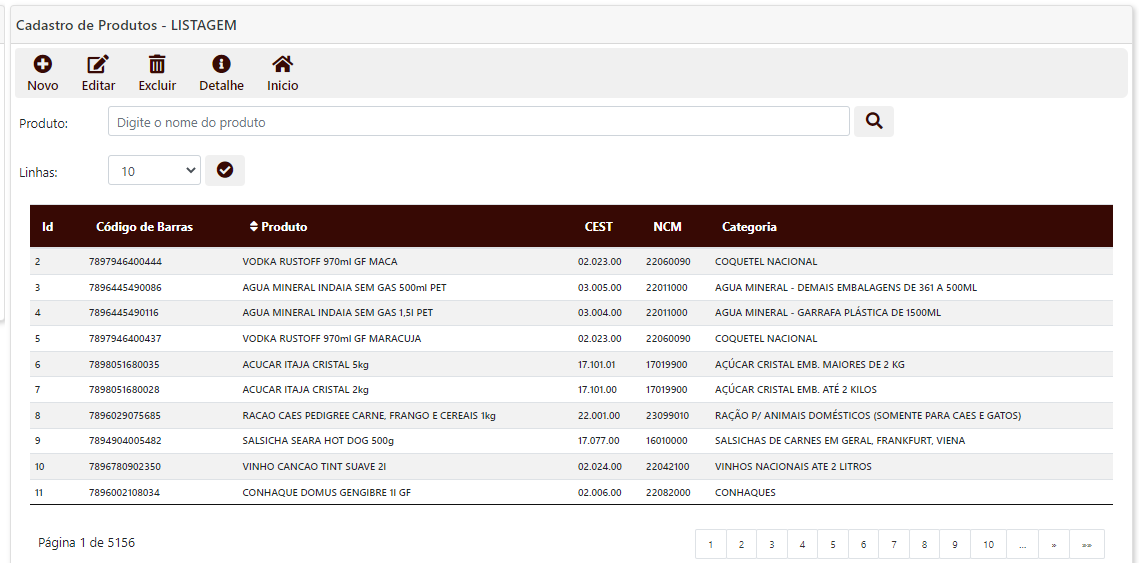 Cadastro de Produtos - LISTAGEM
Novo Editar Excluir Detalhe Inicio
Produto: Digite o nome do produto
Linhas: 10
Id Código de Barras Produto CEST NCM Categoria
2 7897946400444 VODKA RUSTOFF 970ml GF MACA 02.023.00 22060090 COQUETEL NACIONAL
3 7896445490086 AGUA MINERAL INDAIA SEM GAS 500ml PET 03.005.00 22011000 AGUA MINERAL - DEMAIS EMBALAGENS DE 361 A 500ML
4 7896445490116 AGUA MINERAL INDAIA SEM GAS 1,5l PET 03.004.00 22011000 AGUA MINERAL - GARRAFA PLÁSTICA DE 1500ML
5 7897946400437 VODKA RUSTOFF 970ml GF MARACUJA 02.023.00 22060090 COQUETEL NACIONAL
6 7898051680035 ACUCAR ITAJA CRISTAL 5kg 17.101.01 17019900 AÇÚCAR CRISTAL EMB. MAIORES DE 2 KG
7 7898051680028 ACUCAR ITAJA CRISTAL 2kg 17.101.00 17019900 AÇÚCAR CRISTAL EMB. ATÉ 2 KILOS
8 7896029075685 RACAO CAES PEDIGREE CARNE, FRANGO E CEREAIS 1kg 22.001.00 23099010 RAÇÃO P/ ANIMAIS DOMÉSTICOS (SOMENTE PARA CAES E GATOS)
9 7894904005482 SALSICHA SEARA HOT DOG 500g 17.077.00 16010000 SALSICHAS DE CARNES EM GERAL, FRANKFURT, VIENA
10 7896780902350 VINHO CANCAO TINT SUAVE 2l 02.024.00 22042100 VINHOS NACIONAIS ATE 2 LITROS
11 7896002108034 CONHAQUE DOMUS GENGIBRE 1l GF 02.006.00 22082000 CONHAQUES
Página 1 de 5156 1 2 3 4 5 6 7 8 9 10 ... » »»